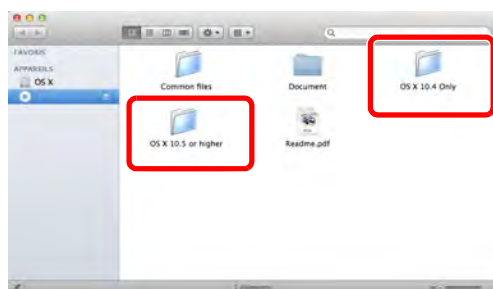 FAVORIS
APPAREILS
OS X
Common files
Document
OS X 10.4 Only
OS X 10.5 or higher
Readme.pdf